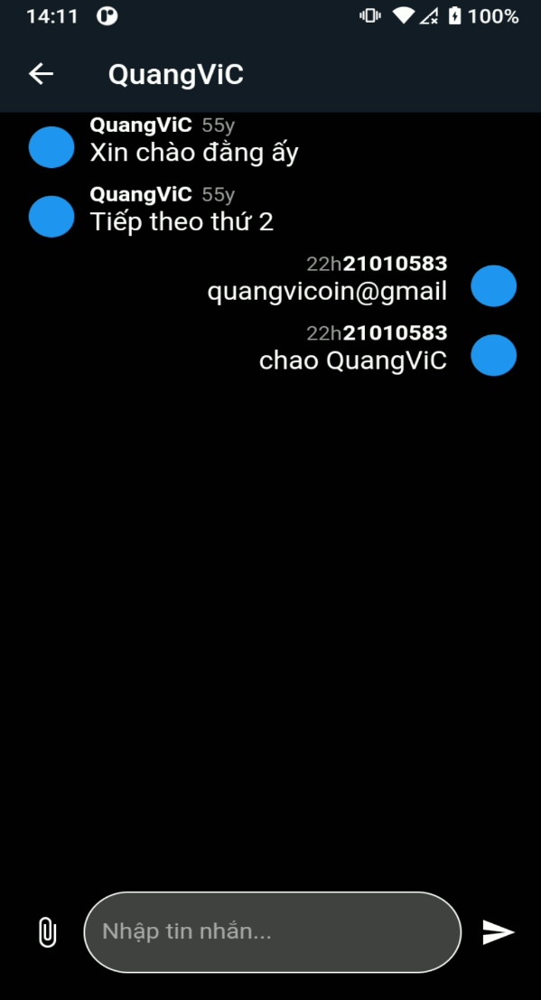 14:11 100%
QuangViC
QuangViC 55y
Xin chào đằng ấy
QuangViC 55y
Tiếp theo thứ 2
22h21010583
quangvicoin@gmail
22h21010583
chao QuangViC
Nhập tin nhắn...